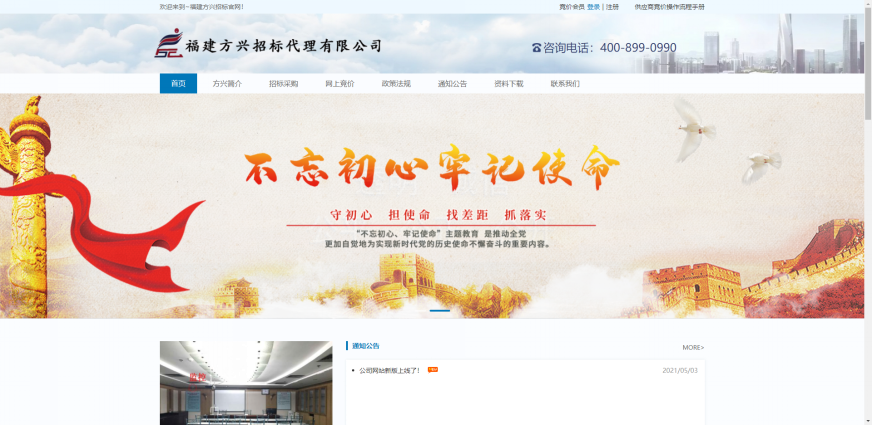 欢迎来到~福建方兴招标官网!
竞价会员 登录 | 注册 供应商竞价操作流程手册
福建方兴招标代理有限公司
咨询电话：400-899-0990
首页 方兴简介 招标采购 网上竞价 政策法规 通知公告 资料下载 联系我们
不忘初心牢记使命
守初心 担使命 找差距 抓落实
“不忘初心、牢记使命”主题教育 是推动全党
更加自觉地为实现新时代党的历史使命不懈奋斗的重要内容。
通知公告 MORE>
公司网站新版上线了! 2021/05/03